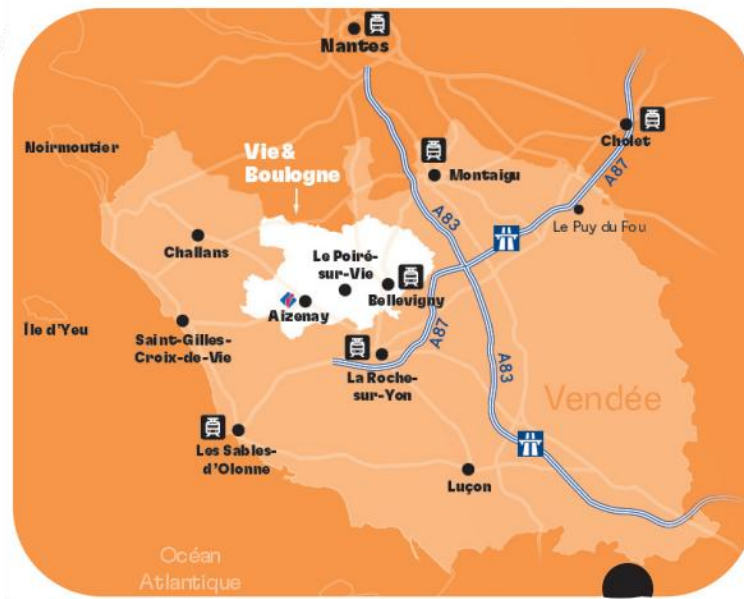 Nantes
Noirmoutier
Vie &
Boulogne
Cholet
Montaigu
A87
A83
Le Puy du Fou
Challans
Le Poiré-
sur-Vie
Bellevigny
Aizenay
Île d'Yeu
Saint-Gilles-
Croix-de-Vie
A87
La Roche-
sur-Yon
A83
Vendée
Les Sables-
d'Olonne
Luçon
Océan
Atlantique